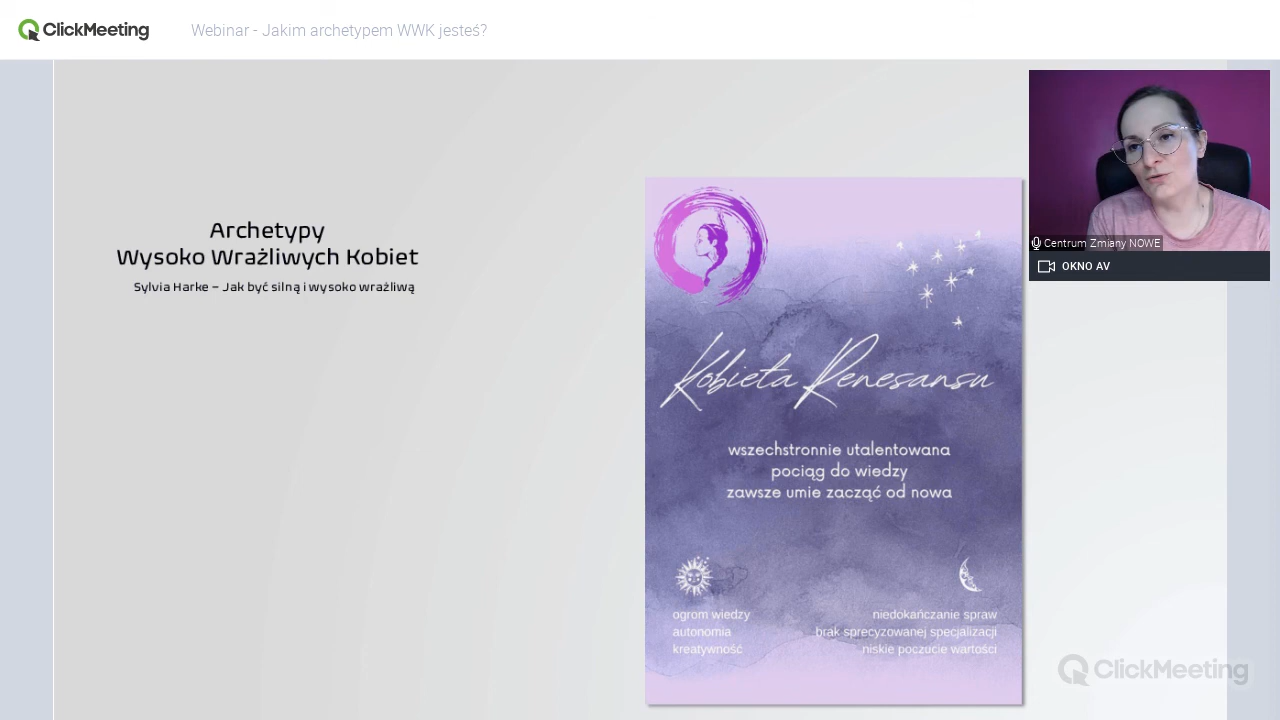 ClickMeeting
Webinar - Jakim archetypem WWK jesteś?
Archetypy
Wysoko Wrażliwych Kobiet
Sylvia Harke – Jak być silną i wysoko wrażliwą
Kobieta Renesansu
wszechstronnie utalentowana
pociąg do wiedzy
zawsze umie zacząć od nowa
ogrom wiedzy
autonomia
kreatywność
niedokańczanie spraw
brak sprecyzowanej specjalizacji
niskie poczucie wartości
Centrum Zmiany NOWE
OKNO AV
ClickMeeting